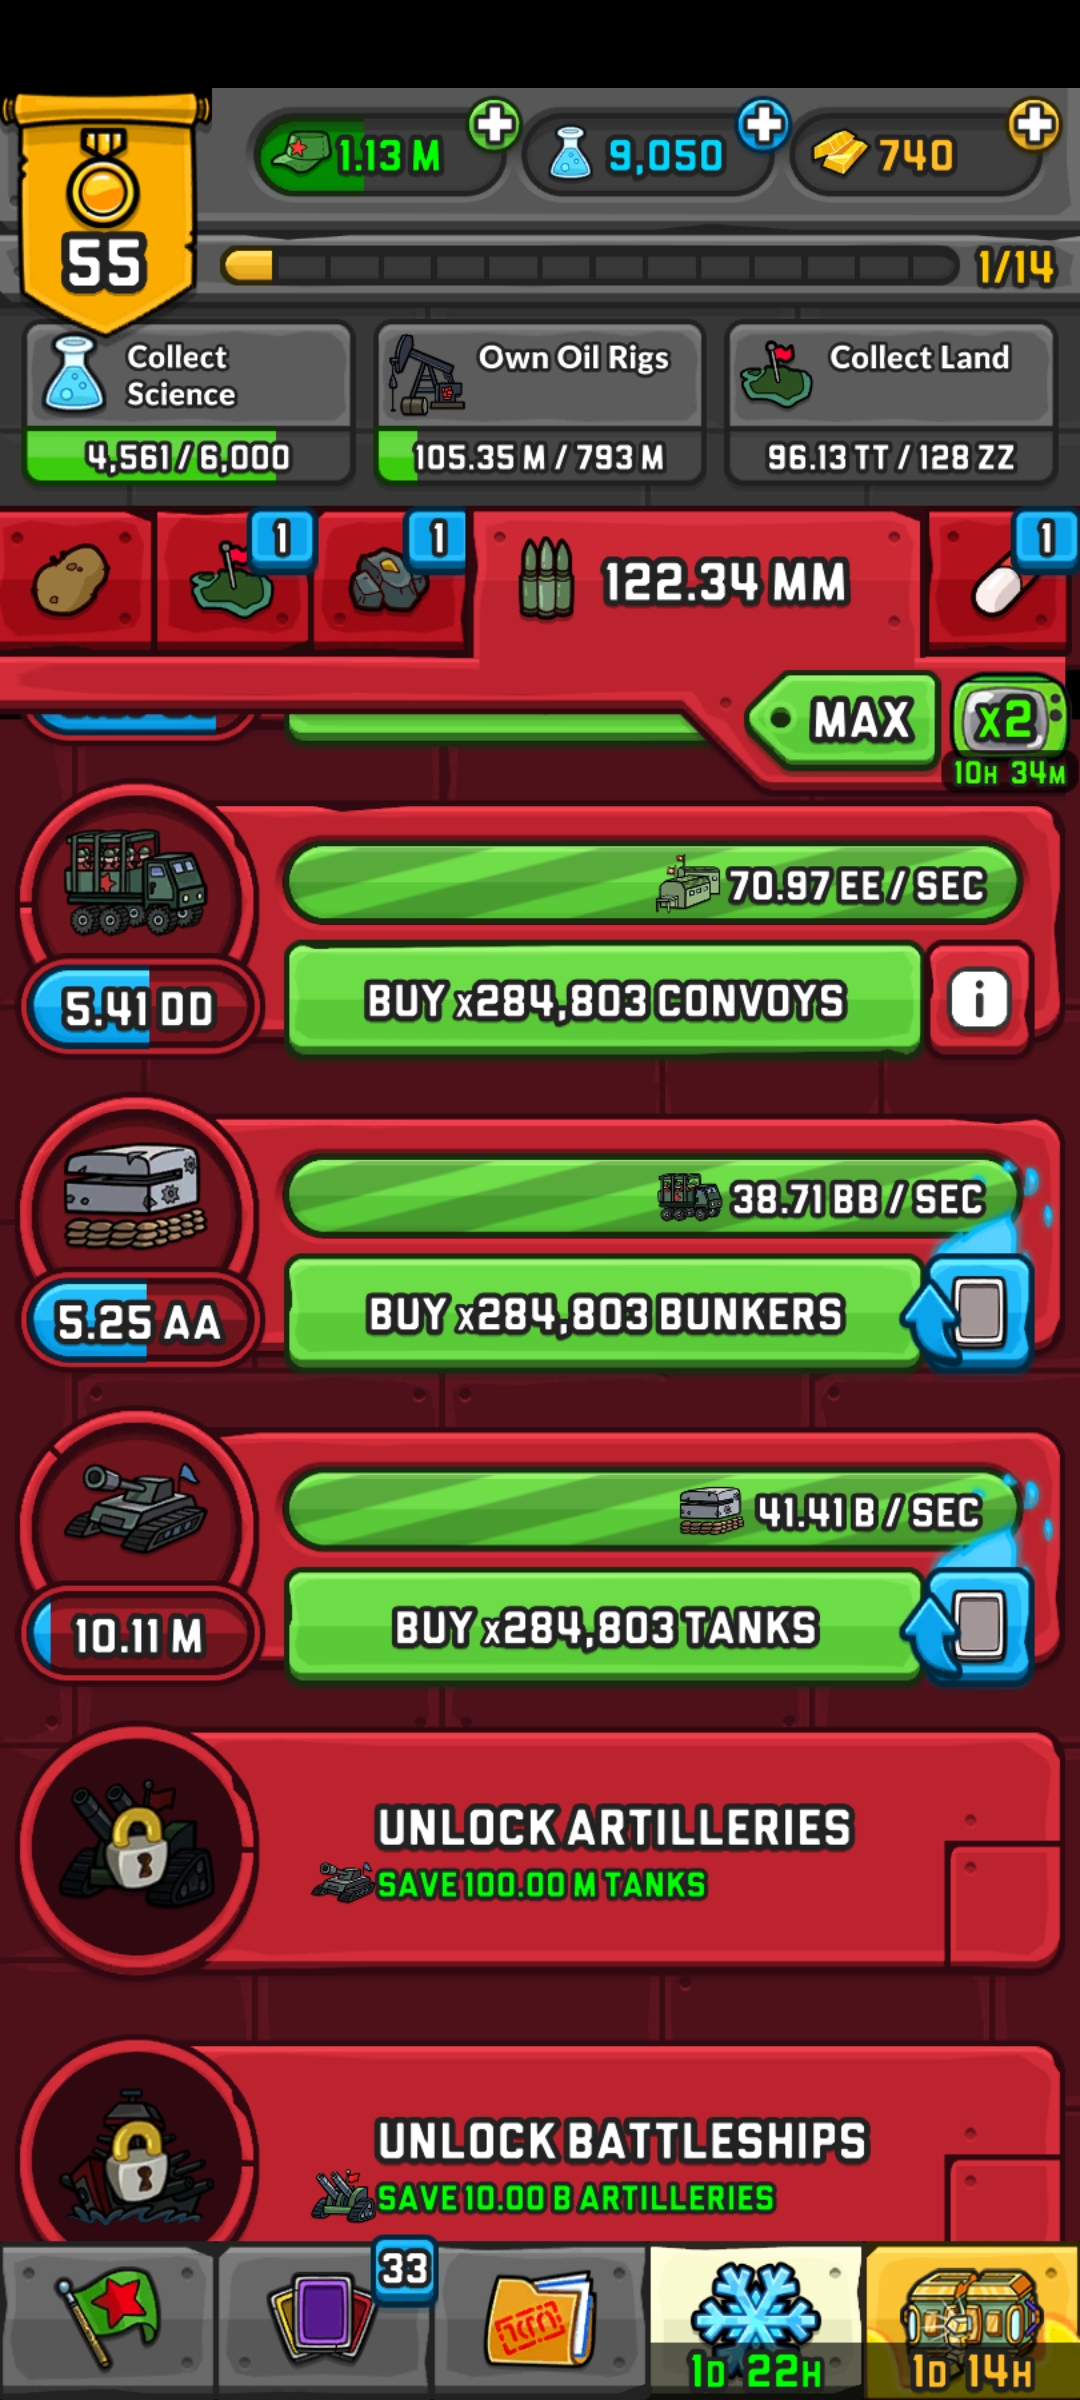 1.13 M
9,050
740
55
1/14
Collect
Science
4,561 / 6,000
Own Oil Rigs
105.35 M / 793 M
Collect Land
96.13 TT / 128 ZZ
1
1
122.34 MM
1
MAX
x2
10H 34M
70.97 EE / SEC
5.41 DD
BUY x284,803 CONVOYS
i
38.71 BB / SEC
5.25 AA
BUY x284,803 BUNKERS
41.41 B / SEC
10.11 M
BUY x284,803 TANKS
UNLOCK ARTILLERIES
SAVE 100.00 M TANKS
UNLOCK BATTLESHIPS
SAVE 10.00 B ARTILLERIES
33
1D 22H
1D 14H